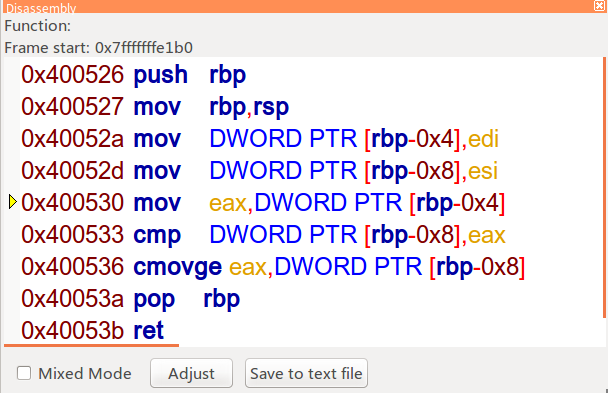 Disassembly
Function:
Frame start: 0x7fffffffe1b0
0x400526 push rbp
0x400527 mov rbp,rsp
0x40052a mov DWORD PTR [rbp-0x4],edi
0x40052d mov DWORD PTR [rbp-0x8],esi
0x400530 mov eax,DWORD PTR [rbp-0x4]
0x400533 cmp DWORD PTR [rbp-0x8],eax
0x400536 cmovge eax,DWORD PTR [rbp-0x8]
0x40053a pop rbp
0x40053b ret
Mixed Mode Adjust Save to text file